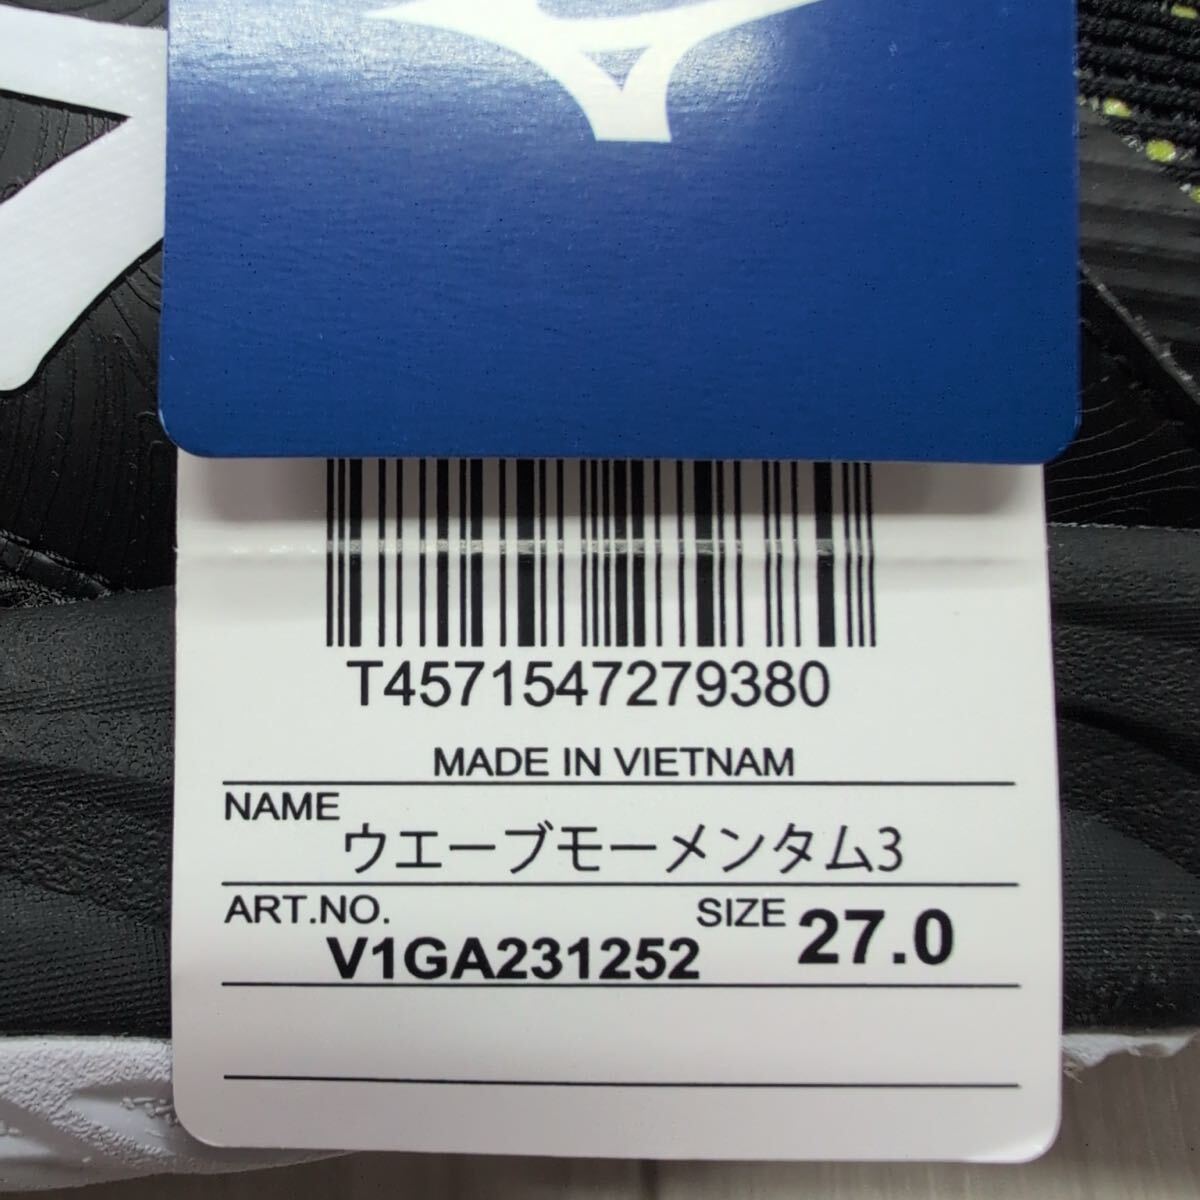 T4571547279380
MADE IN VIETNAM
NAME
ウエーブモーメンタム3
ART.NO.
V1GA231252
SIZE 27.0